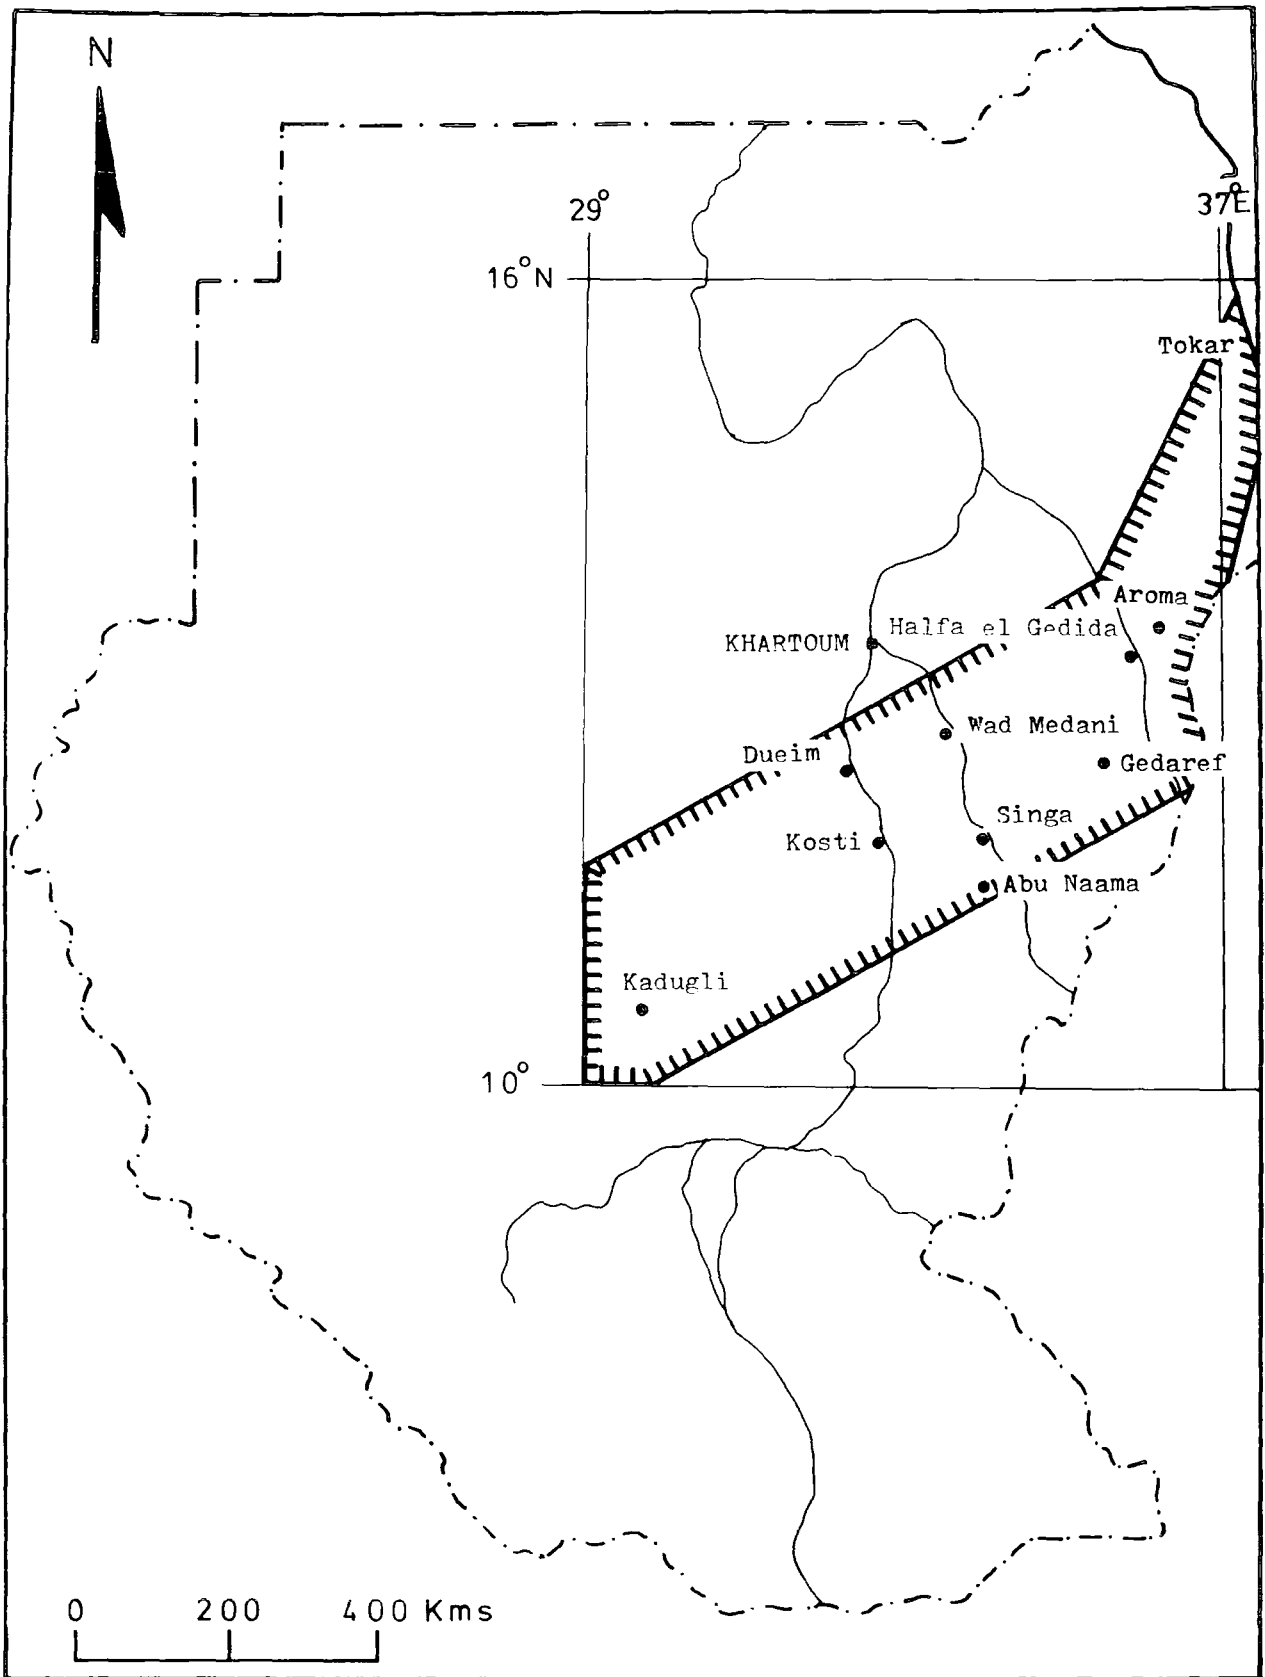 N
29°
37°E
16°N
Tokar
Aroma
Halfa el Gedida
KHARTOUM
Wad Medani
Dueim
Gedaref
Singa
Kosti
Abu Naama
Kadugli
10°
0 200 400 Kms